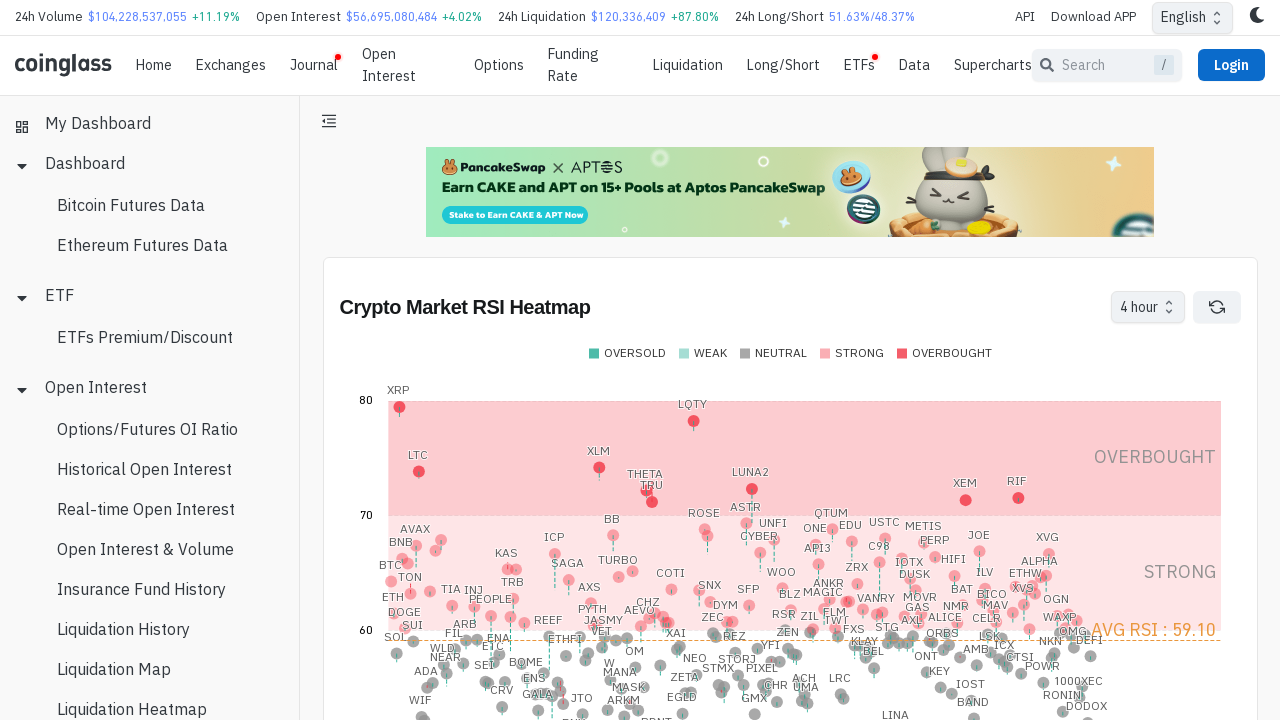 24h Volume $104,228,537,055 +11.19% Open Interest $56,695,080,484 +4.02% 24h Liquidation $120,336,409 +87.80% 24h Long/Short 51.63%/48.37% API Download APP English
coinglass Home Exchanges Journal Open Interest Options Funding Rate Liquidation Long/Short ETFs Data Supercharts Search / Login
My Dashboard
Dashboard
Bitcoin Futures Data
Ethereum Futures Data
ETF
ETFs Premium/Discount
Open Interest
Options/Futures OI Ratio
Historical Open Interest
Real-time Open Interest
Open Interest & Volume
Insurance Fund History
Liquidation History
Liquidation Map
Liquidation Heatmap
PancakeSwap × APTOS
Earn CAKE and APT on 15+ Pools at Aptos PancakeSwap
Stake to Earn CAKE & APT Now
Crypto Market RSI Heatmap
4 hour
OVERSOLD WEAK NEUTRAL STRONG OVERBOUGHT
XRP
80
LQTY
LTC XLM OVERBOUGHT
THETA LUNA2
TRU XEM RIF
70
ASTR
ROSE QTUM
BB UNFI EDU USTC
AVAX ONE METIS
ICP CYBER PERP JOE XVG
BNB API3 C98
KAS TURBO HIFI
BTC SAGA IOTX ALPHA
TON COTI WOO ZRX DUSK ILV ETHW STRONG
TRB AXS SNX SFP ANKR BAT XVS
TIA INJ BLZ MAGIC BICO
ETH PEOPLE CHZ VANRY MOVR OGN
DOGE PYTH AEVO DYM RSR FLM GAS NMR MAV
SUI ARB REEF JASMY ZEC ZIL TWT AXL ALICE CELR WAXP
60
SOL FIL ENA ETHFI VET XAI REZ ZEN FXS STG ORBS LSK OMG AVG RSI : 59.10
WLD ETC OM YFI KLAY ICX NKN DEFI
NEAR SEI BOME W NEO STORJ BEL ONT AMB CTSI
ADA ENS MANA STMX PIXEL KEY POWR
WIF CRV GALA JTO MASK ZETA CHR ACH LRC IOST 1000XEC
ARKM EGLD GMX UMA BAND RONIN
LINA DODOX